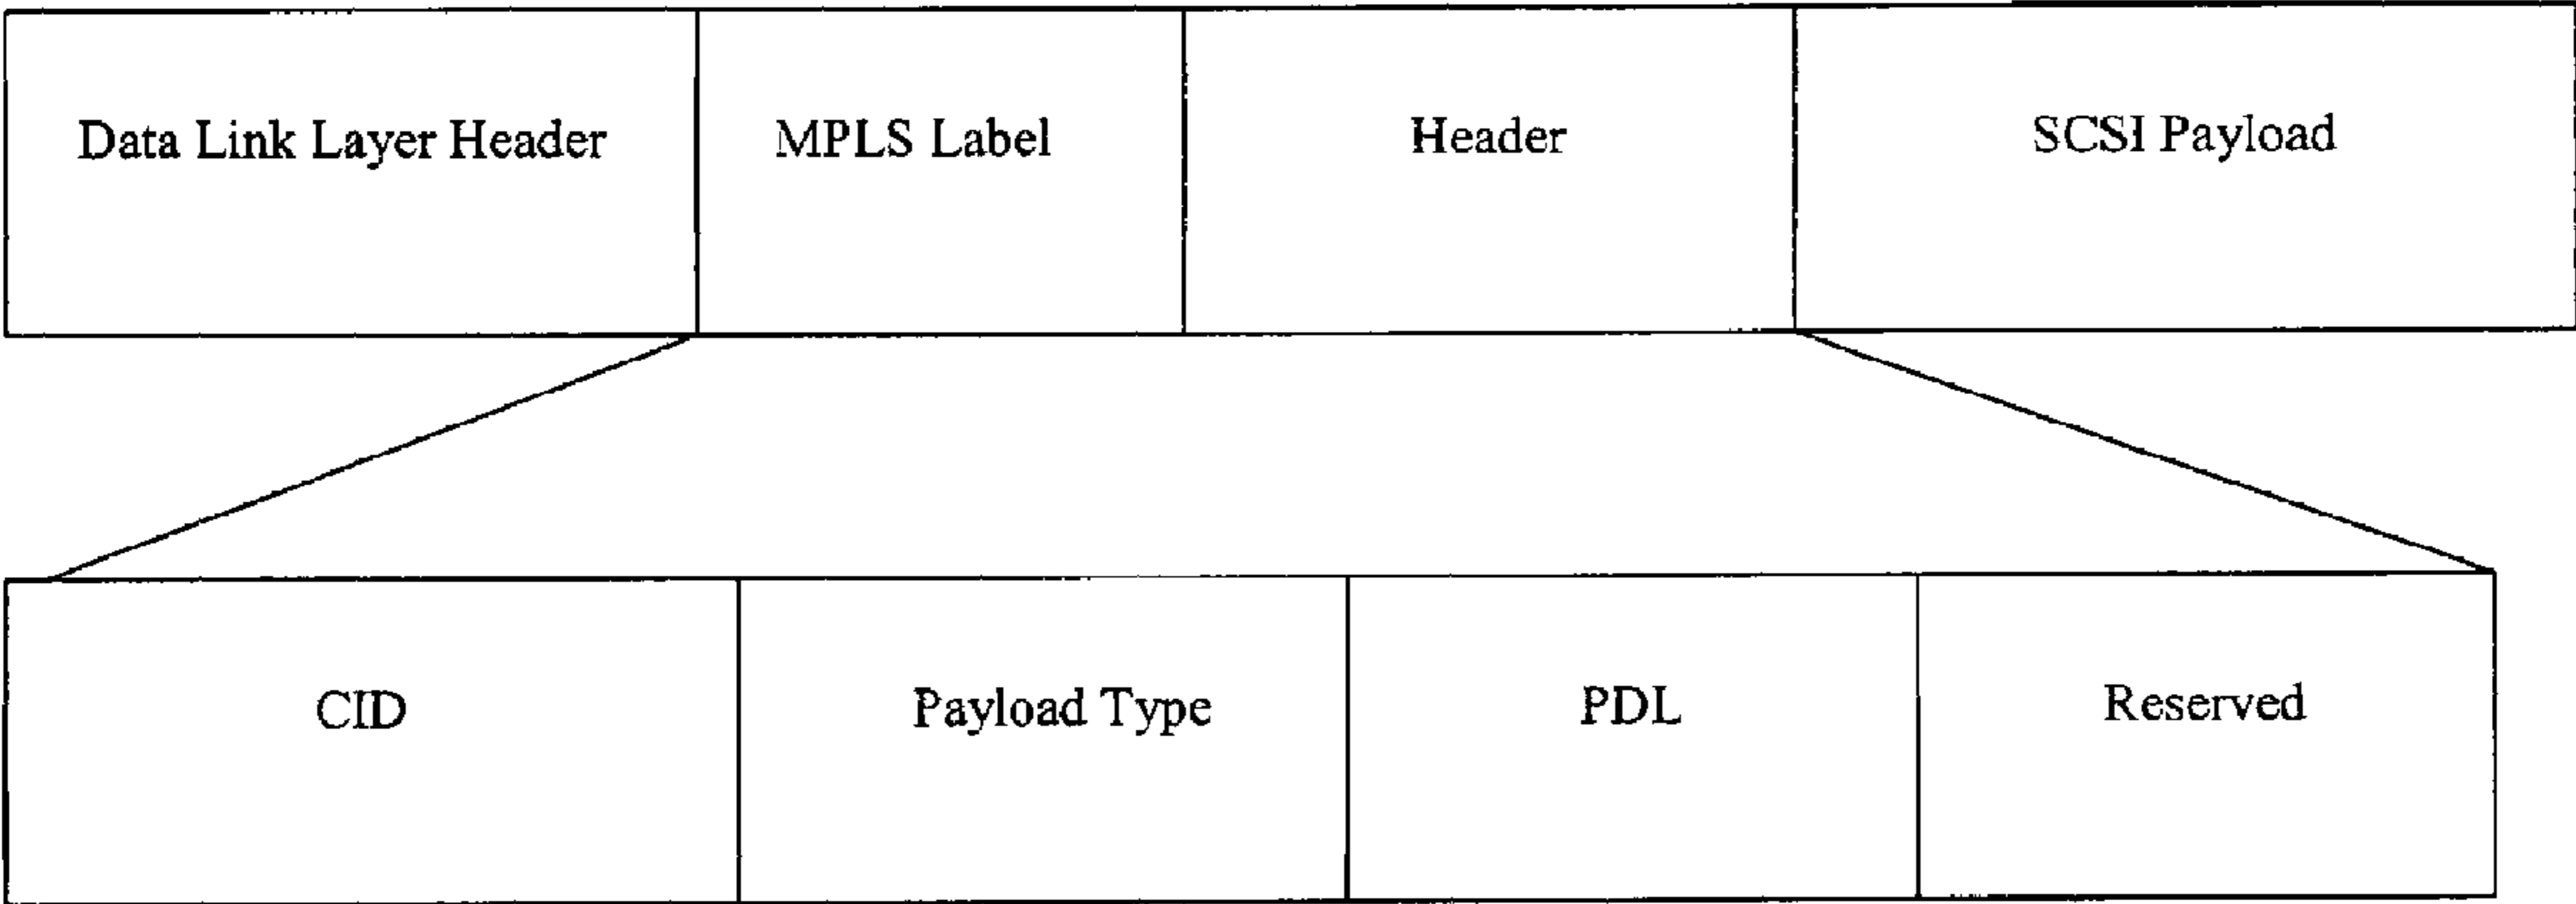 Data Link Layer Header
MPLS Label
Header
SCSI Payload
CID
Payload Type
PDL
Reserved